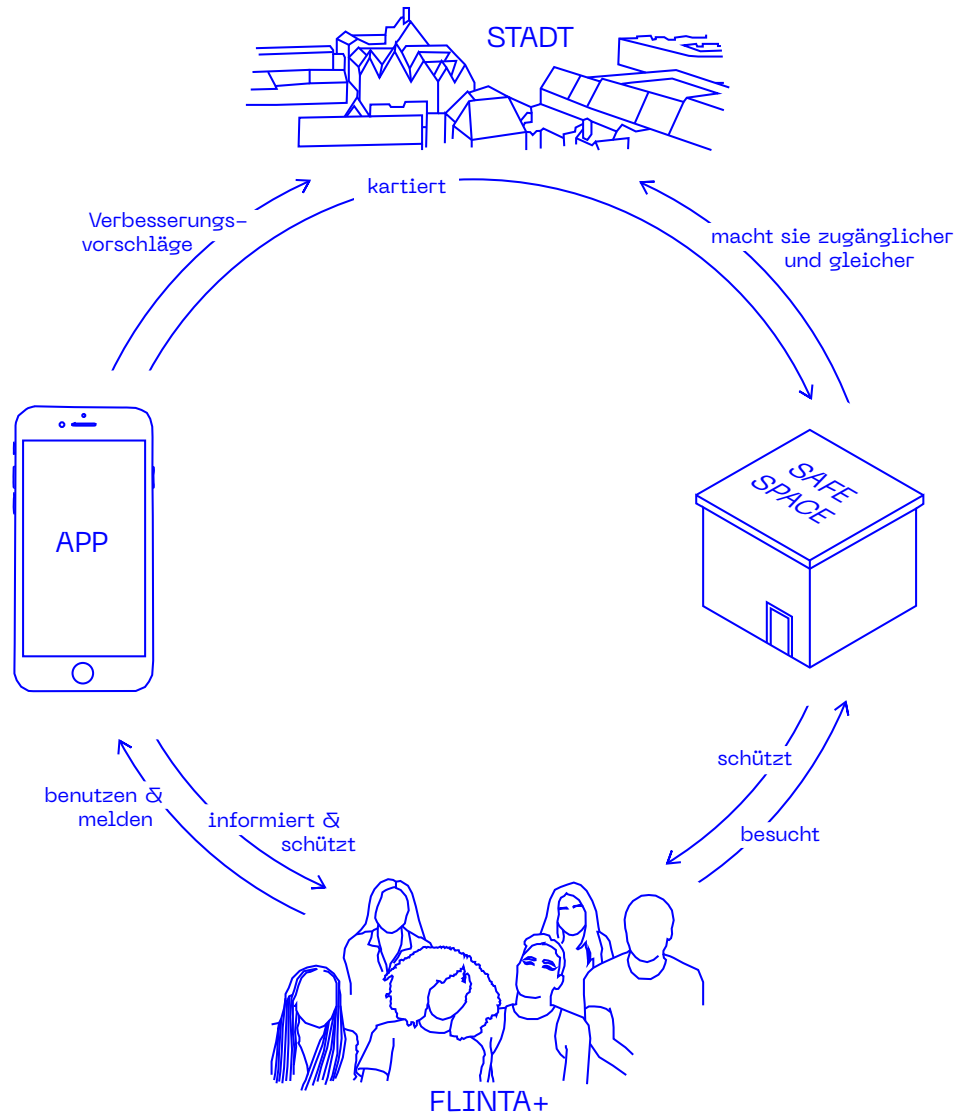 STADT
kartiert
Verbesserungs-
vorschläge
macht sie zugänglicher
und gleicher
APP
SAFE
SPACE
schützt
benutzen &
melden
informiert &
schützt
besucht
FLINTA+